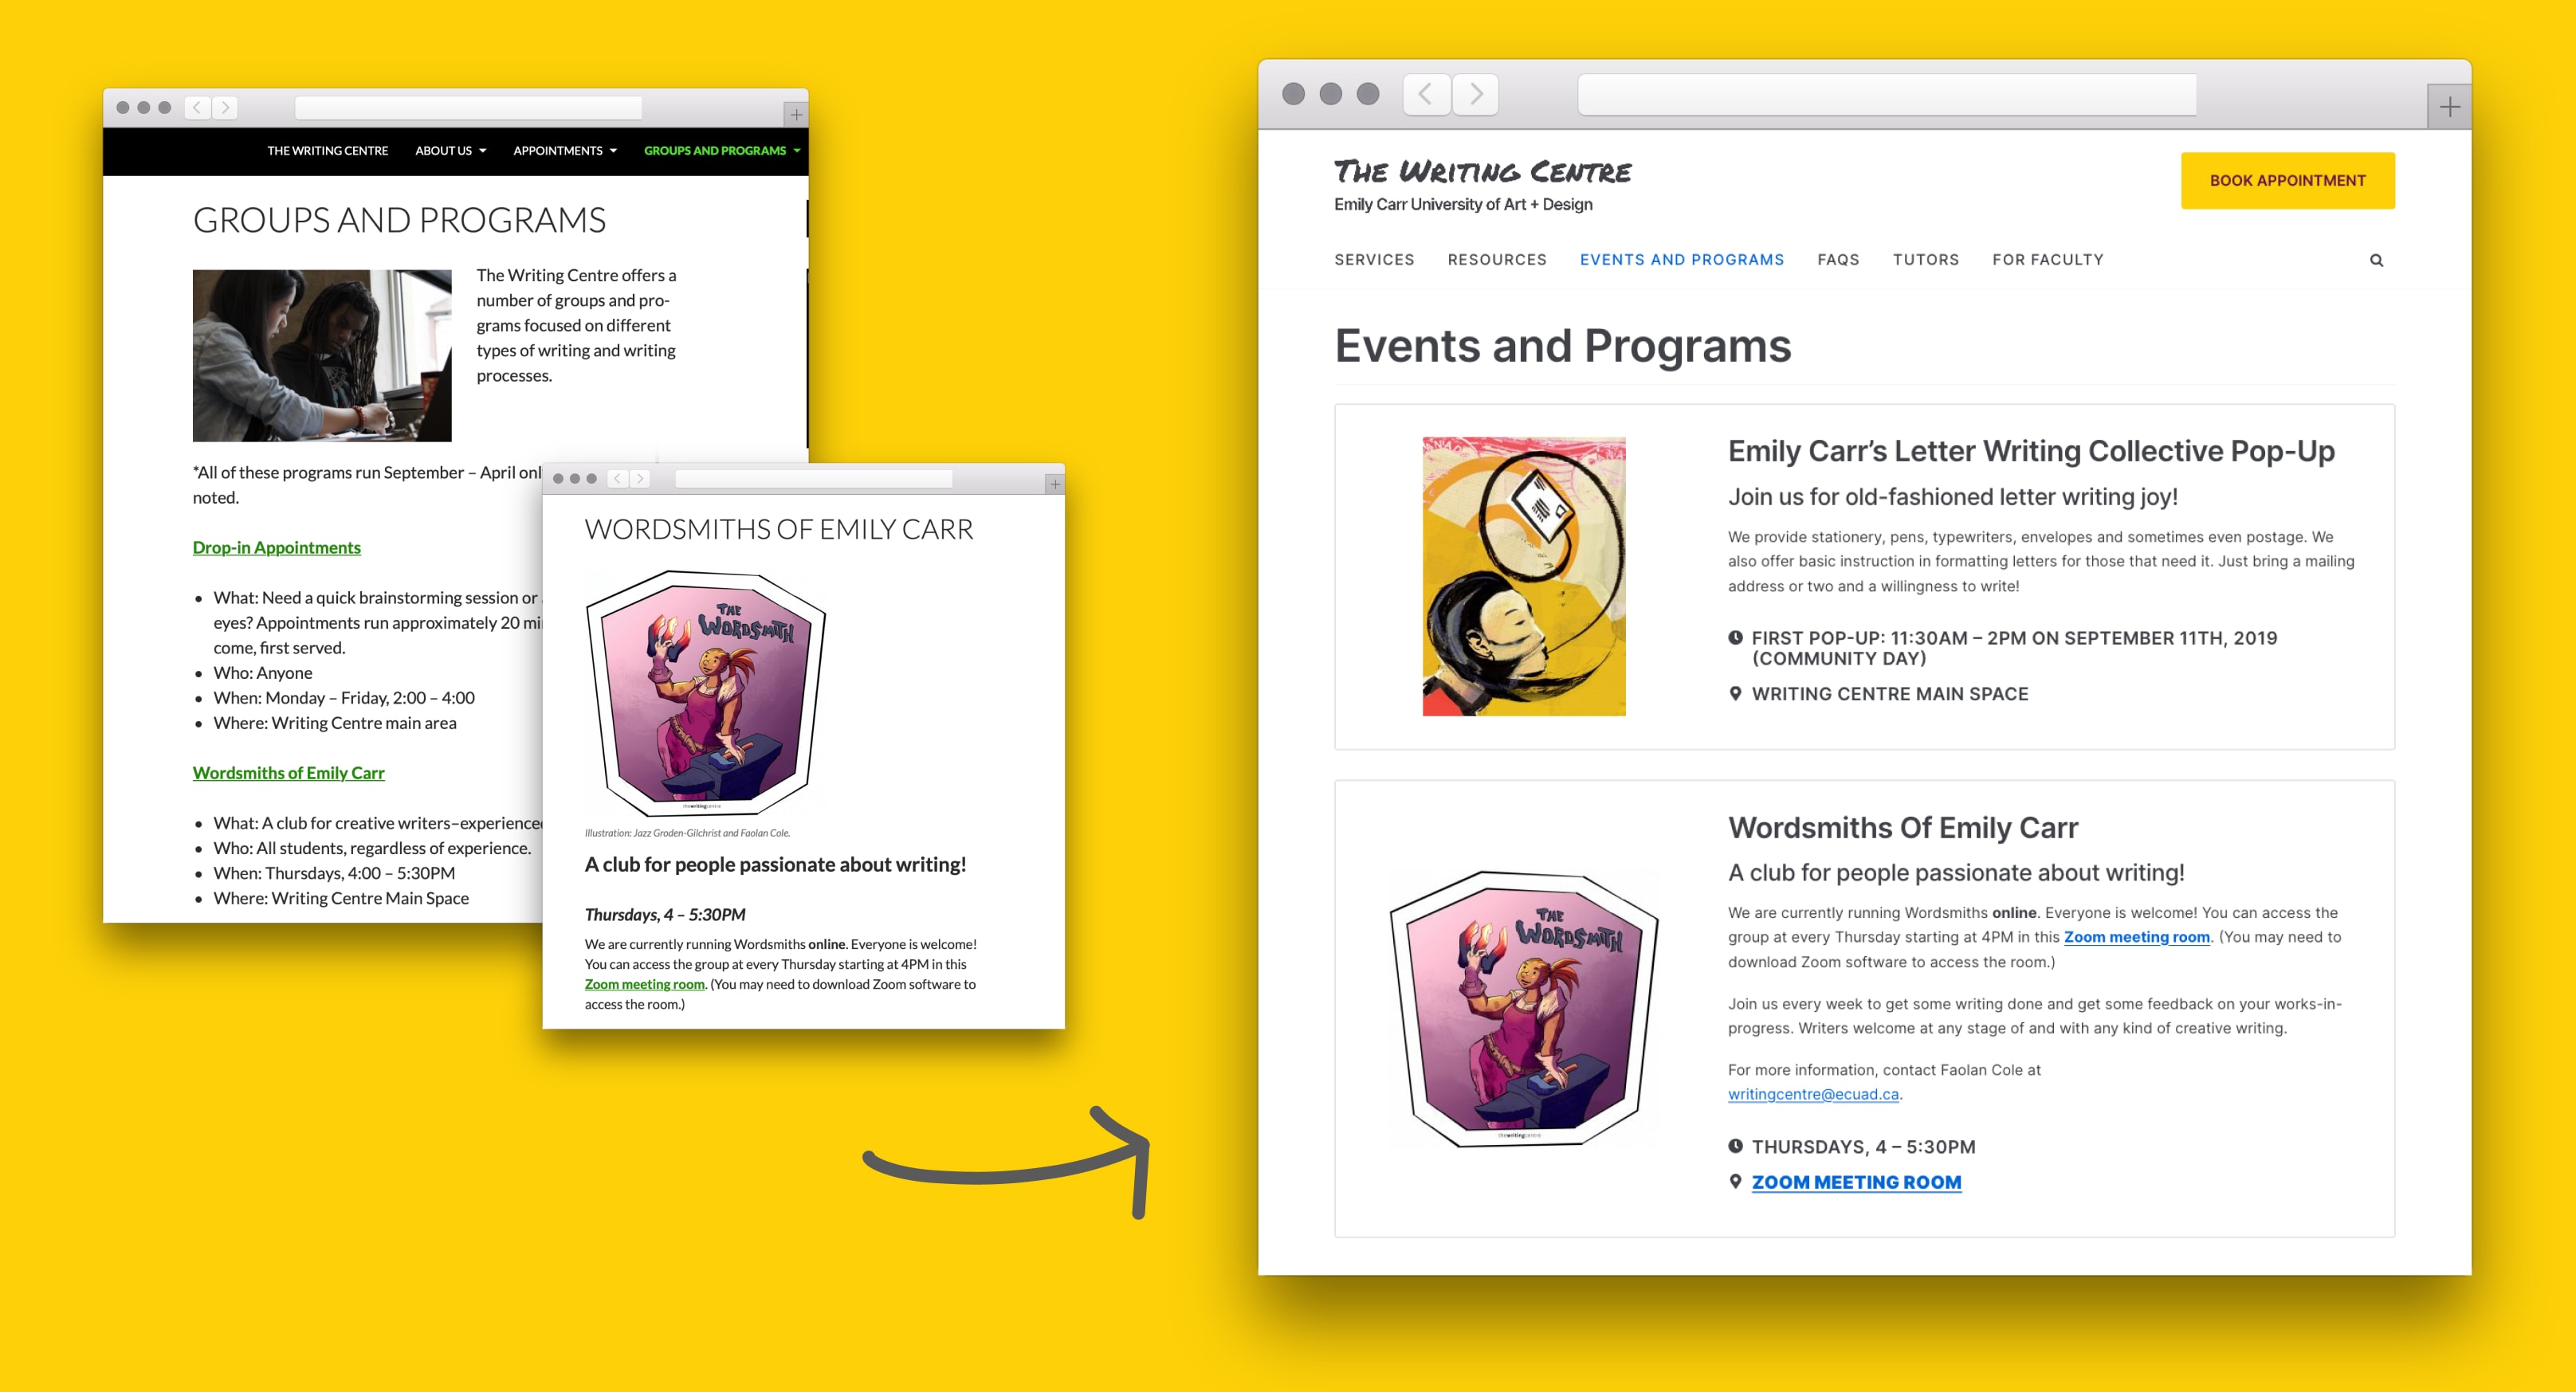 THE WRITING CENTRE ABOUT US APPOINTMENTS GROUPS AND PROGRAMS
GROUPS AND PROGRAMS
The Writing Centre offers a
number of groups and pro-
grams focused on different
types of writing and writing
processes.
*All of these programs run September – April onl
noted.
Drop-in Appointments
• What: Need a quick brainstorming session or
eyes? Appointments run approximately 20 mi
come, first served.
• Who: Anyone
• When: Monday – Friday, 2:00 – 4:00
• Where: Writing Centre main area
Wordsmiths of Emily Carr
• What: A club for creative writers–experience
• Who: All students, regardless of experience.
• When: Thursdays, 4:00 – 5:30PM
• Where: Writing Centre Main Space
WORDSMITHS OF EMILY CARR
THE
WORDSMITH
thewritingcentre
Illustration: Jazz Groden-Gilchrist and Faolan Cole.
A club for people passionate about writing!
Thursdays, 4 – 5:30PM
We are currently running Wordsmiths online. Everyone is welcome!
You can access the group at every Thursday starting at 4PM in this
Zoom meeting room. (You may need to download Zoom software to
access the room.)
The Writing Centre
Emily Carr University of Art + Design
BOOK APPOINTMENT
SERVICES RESOURCES EVENTS AND PROGRAMS FAQS TUTORS FOR FACULTY
Events and Programs
Emily Carr’s Letter Writing Collective Pop-Up
Join us for old-fashioned letter writing joy!
We provide stationery, pens, typewriters, envelopes and sometimes even postage. We
also offer basic instruction in formatting letters for those that need it. Just bring a mailing
address or two and a willingness to write!
FIRST POP-UP: 11:30AM – 2PM ON SEPTEMBER 11TH, 2019
(COMMUNITY DAY)
WRITING CENTRE MAIN SPACE
THE
WORDSMITH
thewritingcentre
Wordsmiths Of Emily Carr
A club for people passionate about writing!
We are currently running Wordsmiths online. Everyone is welcome! You can access the
group at every Thursday starting at 4PM in this Zoom meeting room. (You may need to
download Zoom software to access the room.)
Join us every week to get some writing done and get some feedback on your works-in-
progress. Writers welcome at any stage of and with any kind of creative writing.
For more information, contact Faolan Cole at
writingcentre@ecuad.ca.
THURSDAYS, 4 – 5:30PM
ZOOM MEETING ROOM